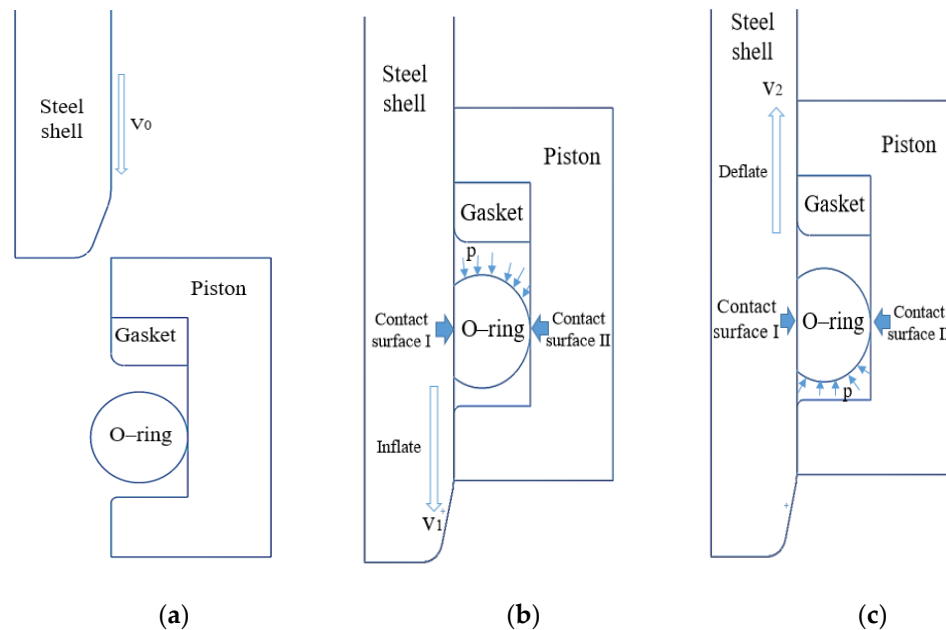 Steel
shell
V0
Piston
Gasket
O–ring
(a)
Steel
shell
Piston
Gasket
p
Contact
surface I
O–ring
Contact
surface II
Inflate
V1
(b)
Steel
shell
V2
Piston
Deflate
Gasket
Contact
surface I
O–ring
Contact
surface II
p
(c)